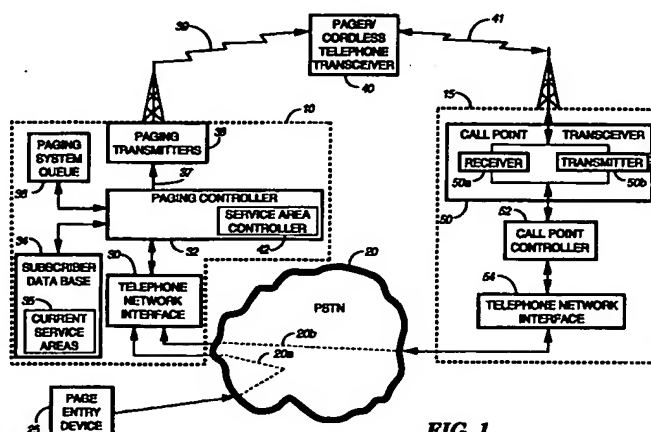 39
PAGER/
CORDLESS
TELEPHONE
TRANSCEIVER
40
41
10
15
PAGING
TRANSMITTERS
38
37
PAGING
SYSTEM
QUEUE
PAGING CONTROLLER
SERVICE AREA
CONTROLLER
42
32
34
SUBSCRIBER
DATA BASE
CURRENT
SERVICE
AREAS
30
TELEPHONE
NETWORK
INTERFACE
20
PSTN
20b
20a
PAGE
ENTRY
DEVICE
25
CALL POINT TRANSCEIVER
RECEIVER
50a
TRANSMITTER
50b
50
52
CALL POINT
CONTROLLER
54
TELEPHONE NETWORK
INTERFACE
FIG. 1